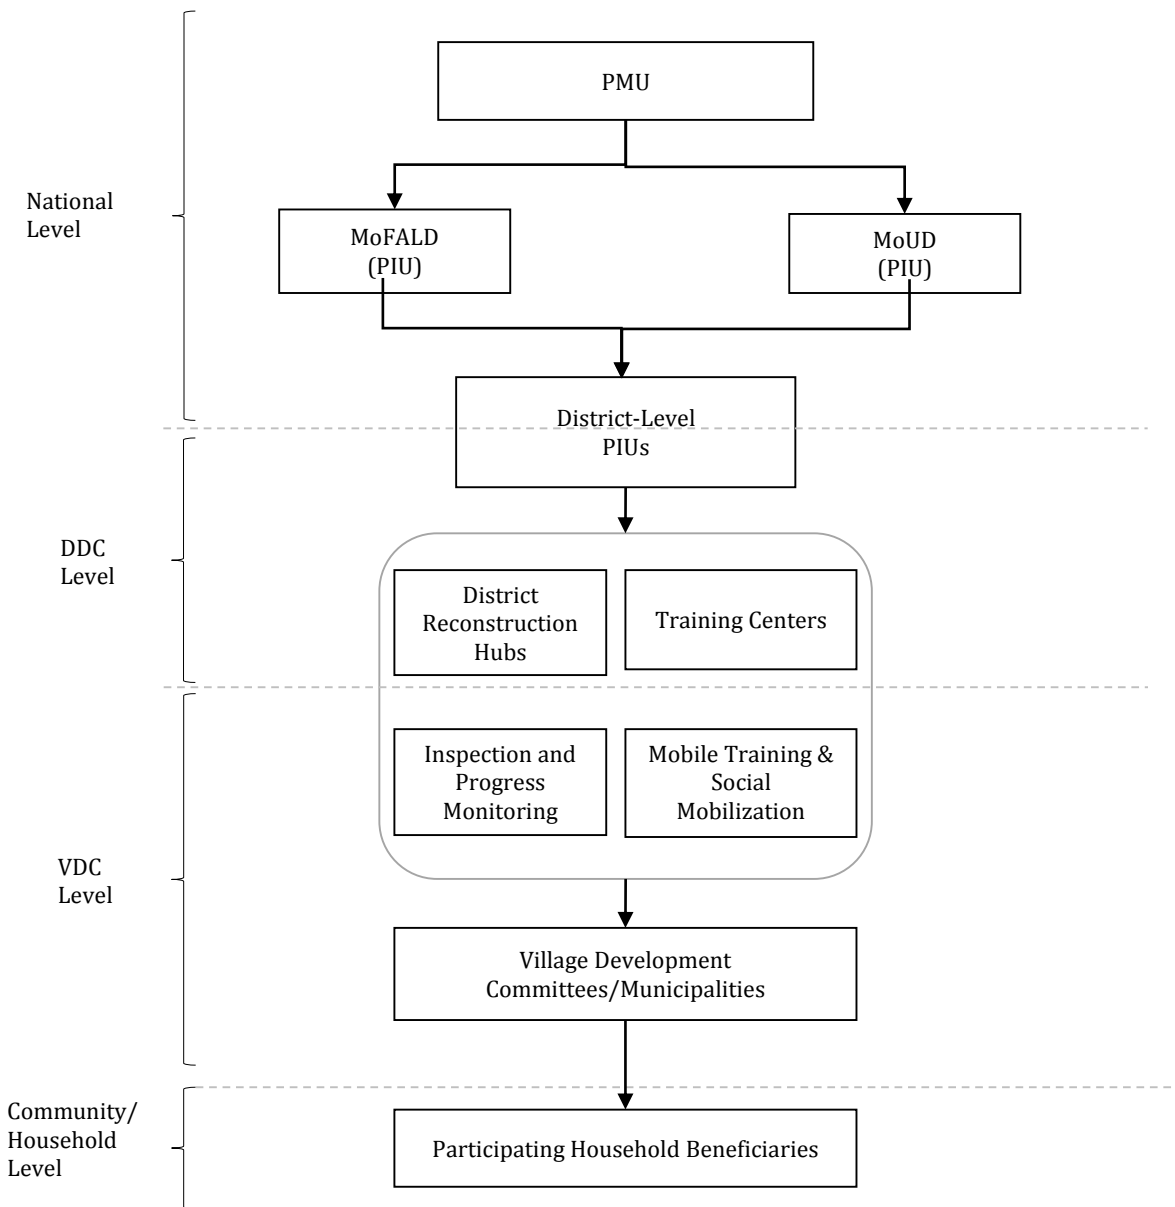 PMU
National
Level
MoFALD
(PIU)
MoUD
(PIU)
District-Level
PIUs
DDC
Level
District
Reconstruction
Hubs
Training Centers
Inspection and
Progress
Monitoring
Mobile Training &
Social
Mobilization
VDC
Level
Village Development
Committees/Municipalities
Community/
Household
Level
Participating Household Beneficiaries